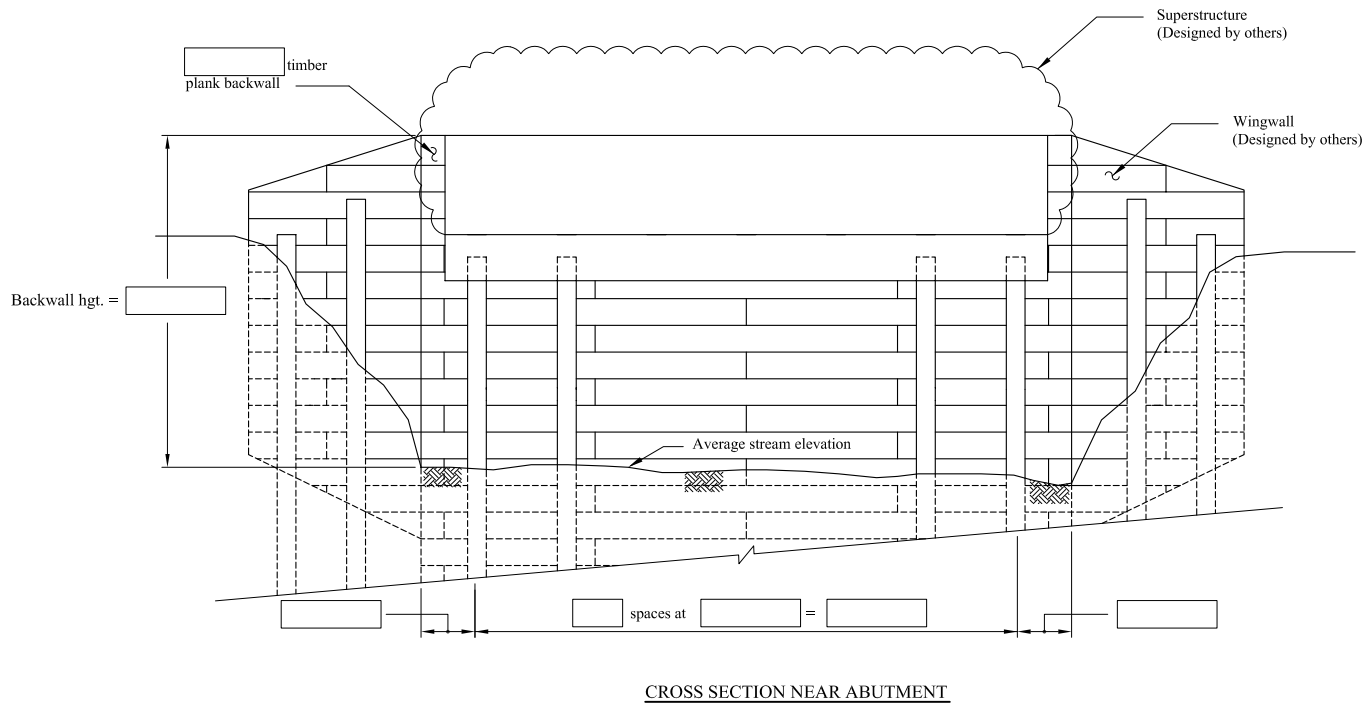 Superstructure
(Designed by others)
timber
plank backwall
Wingwall
(Designed by others)
Backwall hgt. =
Average stream elevation
spaces at =
CROSS SECTION NEAR ABUTMENT